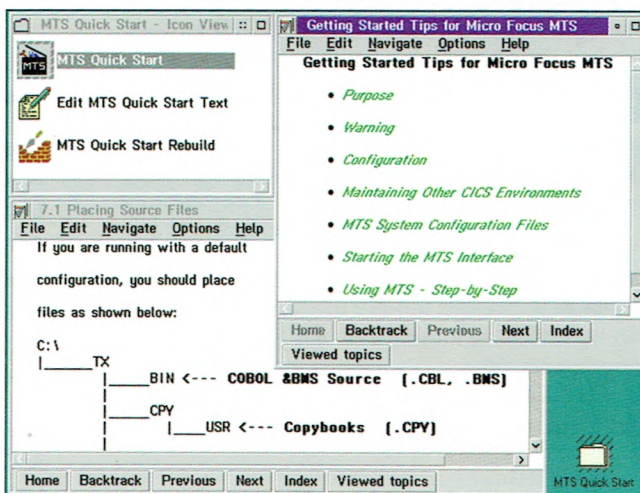 MTS Quick Start - Icon View
MTS
MTS Quick Start
Edit MTS Quick Start Text
MTS Quick Start Rebuild
Getting Started Tips for Micro Focus MTS
File Edit Navigate Options Help
Getting Started Tips for Micro Focus MTS
• Purpose
• Warning
• Configuration
• Maintaining Other CICS Environments
• MTS System Configuration Files
• Starting the MTS Interface
• Using MTS - Step-by-Step
Home Backtrack Previous Next Index
Viewed topics
7.1 Placing Source Files
File Edit Navigate Options Help
If you are running with a default
configuration, you should place
files as shown below:
C:\
|_____TX
|_____BIN <--- COBOL &BMS Source (.CBL, .BMS)
|_____CPY
|____USR <--- Copybooks (.CPY)
Home Backtrack Previous Next Index Viewed topics
MTS Quick Start